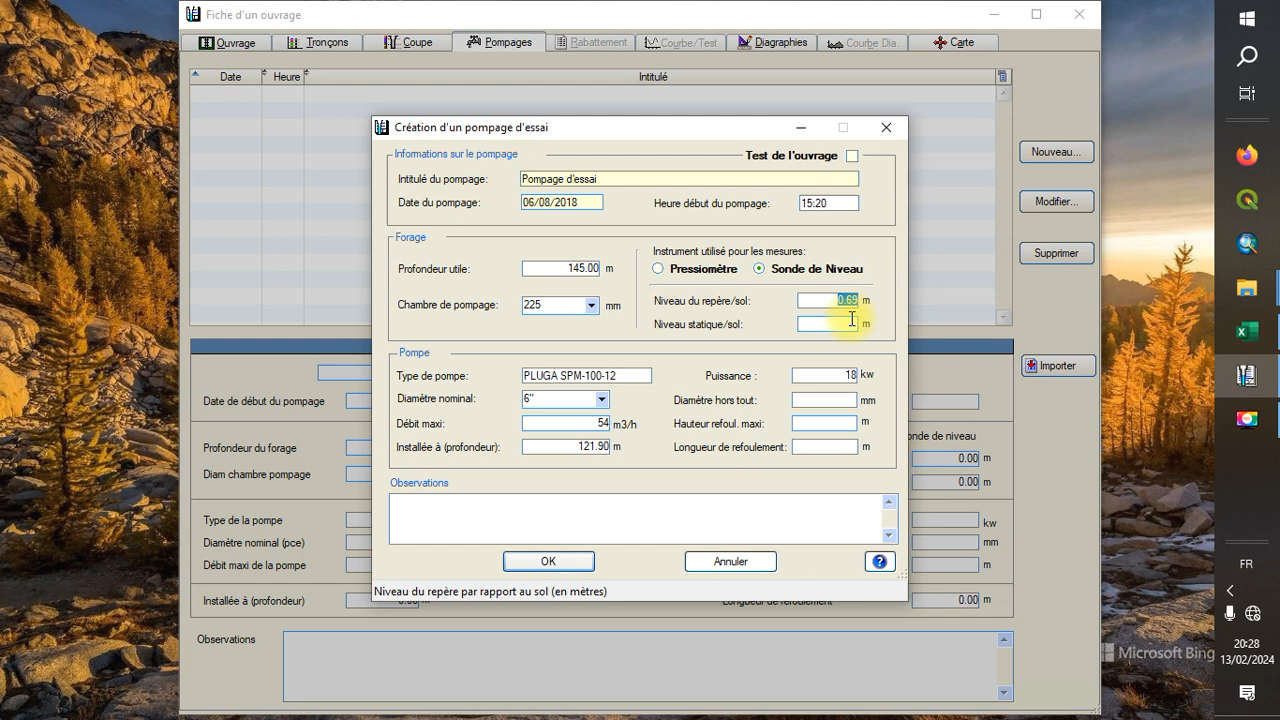 Fiche d'un ouvrage
Ouvrage Tronçons Coupe Pompages Rabattement Courbe/Test Diagraphies Courbe Dia. Carte
Date Heure Intitulé
Nouveau...
Modifier...
Supprimer
Importer
Création d'un pompage d'essai
Informations sur le pompage Test de l'ouvrage
Intitulé du pompage: Pompage d'essai
Date du pompage: 06/08/2018 Heure début du pompage: 15:20
Forage
Instrument utilisé pour les mesures:
Profondeur utile: 145.00 m Pressiomètre Sonde de Niveau
Chambre de pompage: 225 mm Niveau du repère/sol: 0.69 m
Niveau statique/sol: m
Pompe
Type de pompe: PLUGA SPM-100-12 Puissance : 18 kw
Diamètre nominal: 6'' Diamètre hors tout: mm
Débit maxi: 54 m3/h Hauteur refoul. maxi: m
Installée à (profondeur): 121.90 m Longueur de refoulement: m
Observations
OK Annuler
Niveau du repère par rapport au sol (en mètres)
Date de début du pompage
onde de niveau
Profondeur du forage 0.00 m
Diam chambre pompage 0.00 m
Type de la pompe kw
Diamètre nominal (pce) mm
Débit maxi de la pompe m
Installée à (profondeur) 0.00 m Longueur de refoulement 0.00 m
Observations
Microsoft Bing
FR
20:28
13/02/2024